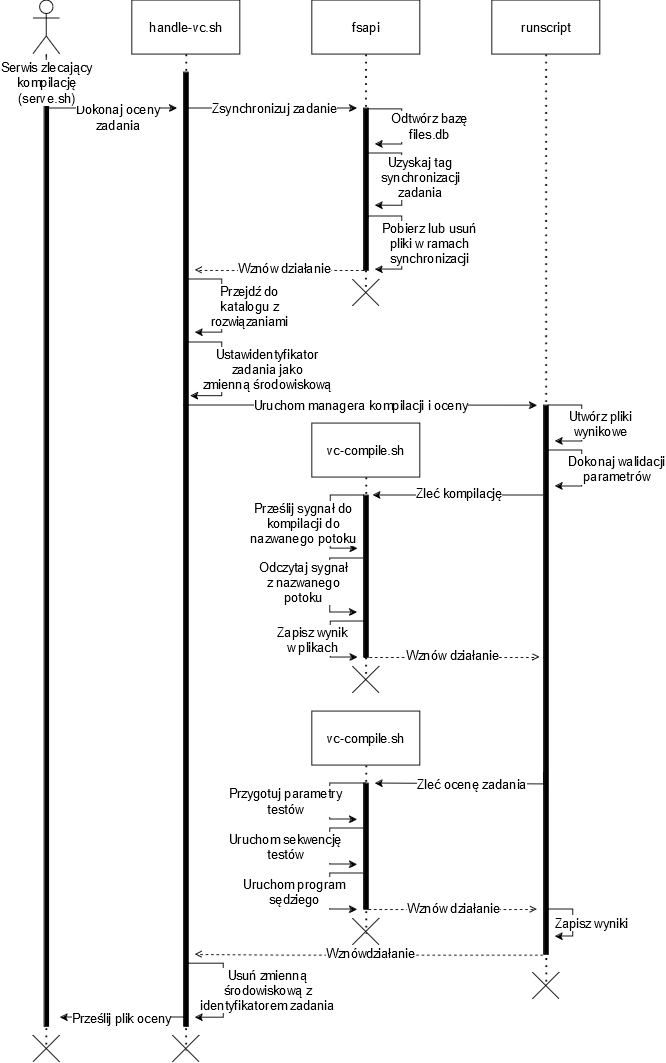 handle-vc.sh
fsapi
runscript
Serwis zlecający
kompilację
(serve.sh)
Dokonaj oceny
zadania
Zsynchronizuj zadanie
Odtwórz bazę
files.db
Uzyskaj tag
synchronizacji
zadania
Pobierz lub usuń
pliki w ramach
synchronizacji
Wznów działanie
Przejdź do
katalogu z
rozwiązaniami
Ustawidentyfikator
zadania jako
zmienną środowiskową
Uruchom managera kompilacji i oceny
Utwórz pliki
wynikowe
vc-compile.sh
Dokonaj walidacji
parametrów
Zleć kompilację
Prześlij sygnał do
kompilacji do
nazwanego potoku
Odczytaj sygnał
z nazwanego
potoku
Zapisz wynik
w plikach
Wznów działanie
vc-compile.sh
Zleć ocenę zadania
Przygotuj parametry
testów
Uruchom sekwencję
testów
Uruchom program
sędziego
Wznów działanie
Zapisz wyniki
Wznówdziałanie
Usuń zmienną
środowiskową z
identyfikatorem zadania
Prześlij plik oceny